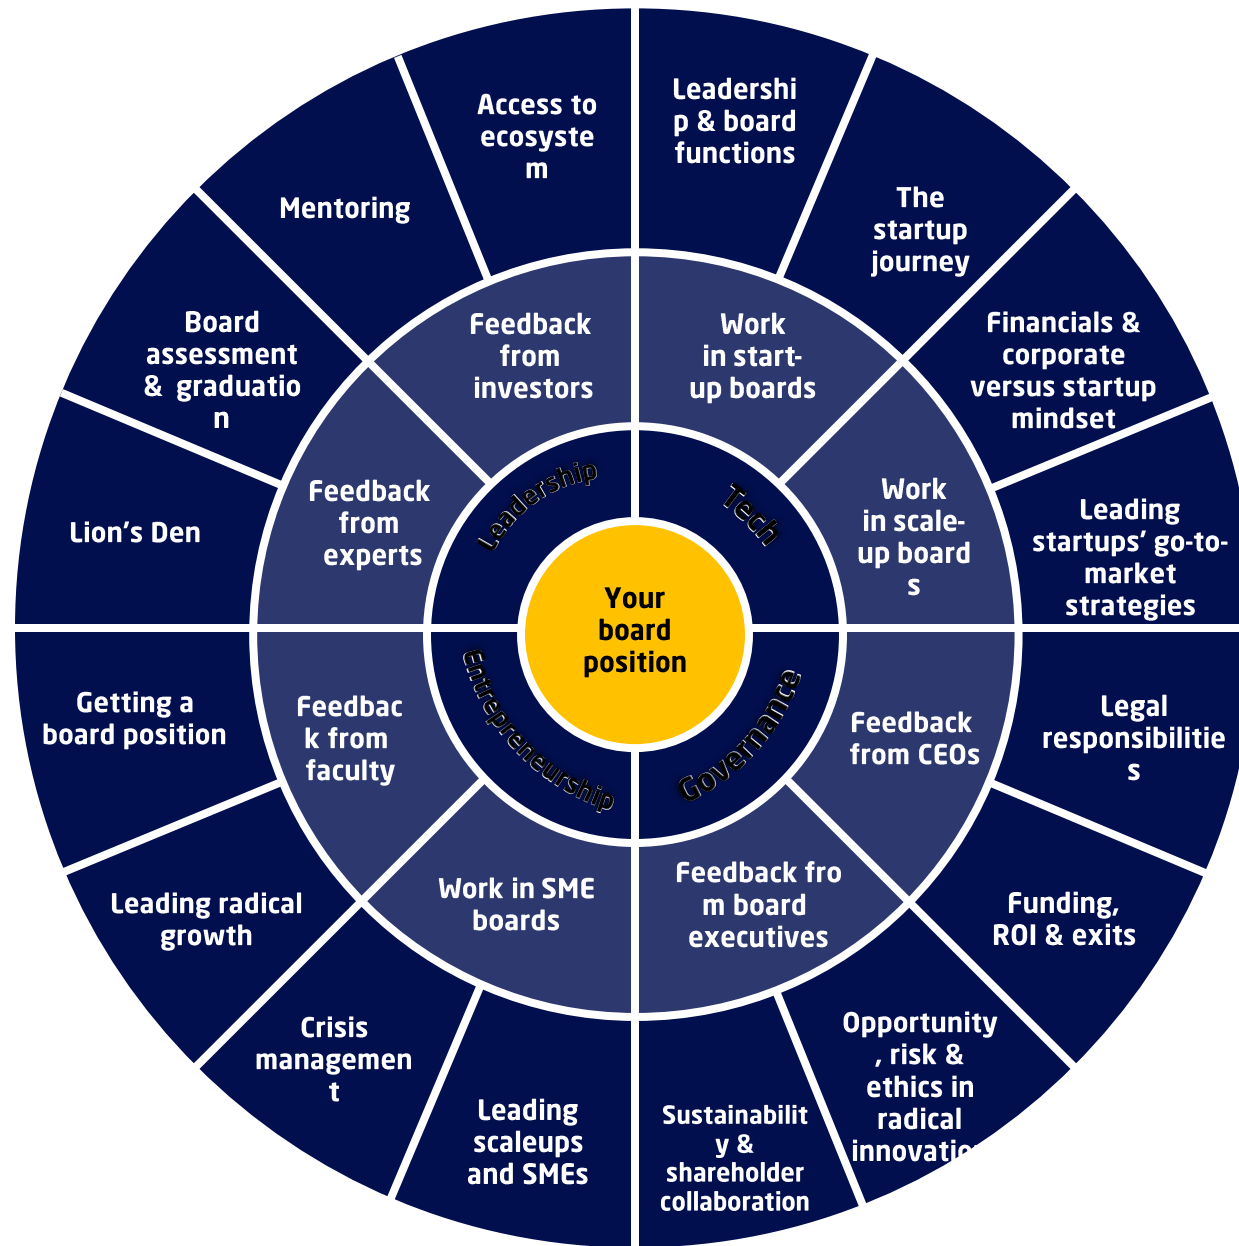 Access to
ecosyste
m
Leadershi
p & board
functions
The
startup
journey
Financials &
corporate
versus startup
mindset
Leading
startups’ go-to-
market
strategies
Legal
responsibilitie
s
Funding,
ROI & exits
Opportunity
, risk &
ethics in
radical
innovation
Sustainabilit
y &
shareholder
collaboration
Leading
scaleups
and SMEs
Crisis
managemen
t
Leading radical
growth
Getting a
board position
Lion’s Den
Board
assessment
& graduatio
n
Mentoring
Feedback
from
investors
Work
in start-
up boards
Work
in scale-
up board
s
Feedback
from CEOs
Feedback fro
m board
executives
Work in SME
boards
Feedbac
k from
faculty
Feedback
from
experts
Leadership
Tech
Governance
Entrepreneurship
Your
board
position